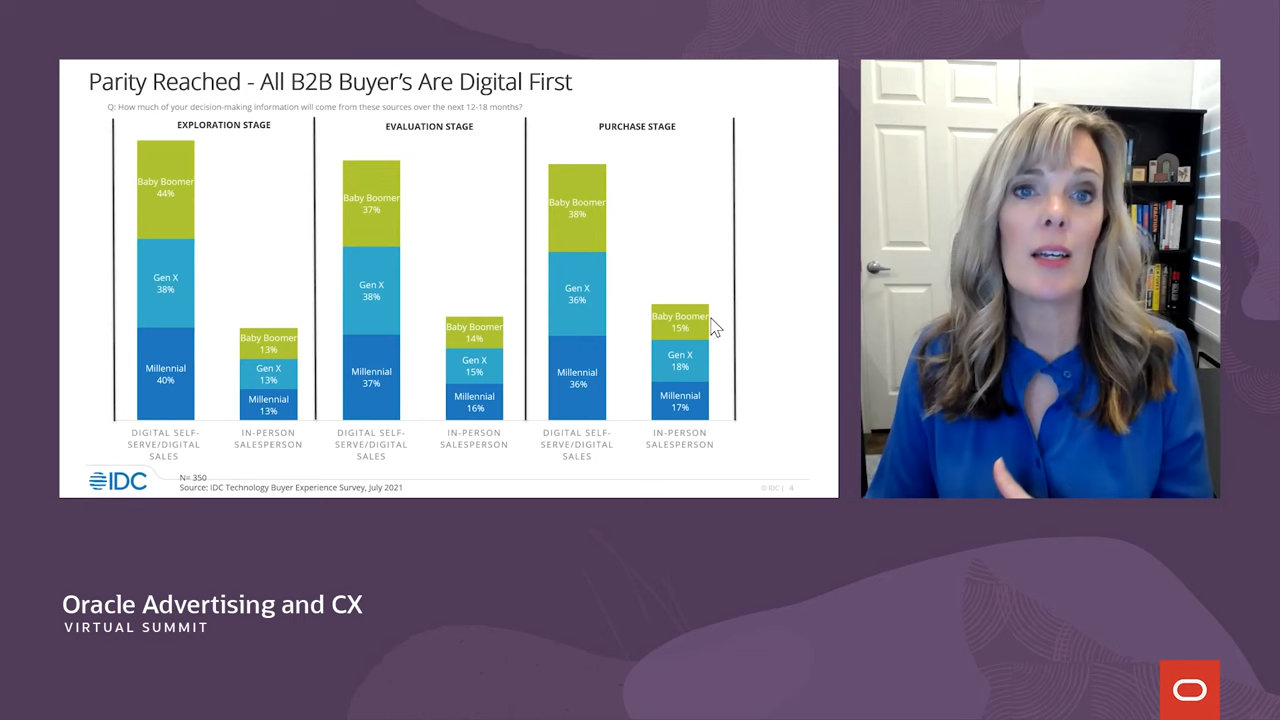 Parity Reached - All B2B Buyer's Are Digital First
Q: How much of your decision-making information will come from these sources over the next 12-18 months?
EXPLORATION STAGE
EVALUATION STAGE
PURCHASE STAGE
Baby Boomer
44%
Gen X
38%
Millennial
40%
Baby Boomer
13%
Gen X
13%
Millennial
13%
Baby Boomer
37%
Gen X
38%
Millennial
37%
Baby Boomer
14%
Gen X
15%
Millennial
16%
Baby Boomer
38%
Gen X
36%
Millennial
36%
Baby Boomer
15%
Gen X
18%
Millennial
17%
DIGITAL SELF-
SERVE/DIGITAL
SALES
IN-PERSON
SALESPERSON
DIGITAL SELF-
SERVE/DIGITAL
SALES
IN-PERSON
SALESPERSON
DIGITAL SELF-
SERVE/DIGITAL
SALES
IN-PERSON
SALESPERSON
IDC
N= 350
Source: IDC Technology Buyer Experience Survey, July 2021
© IDC | 4
TRACTION
Oracle Advertising and CX
VIRTUAL SUMMIT